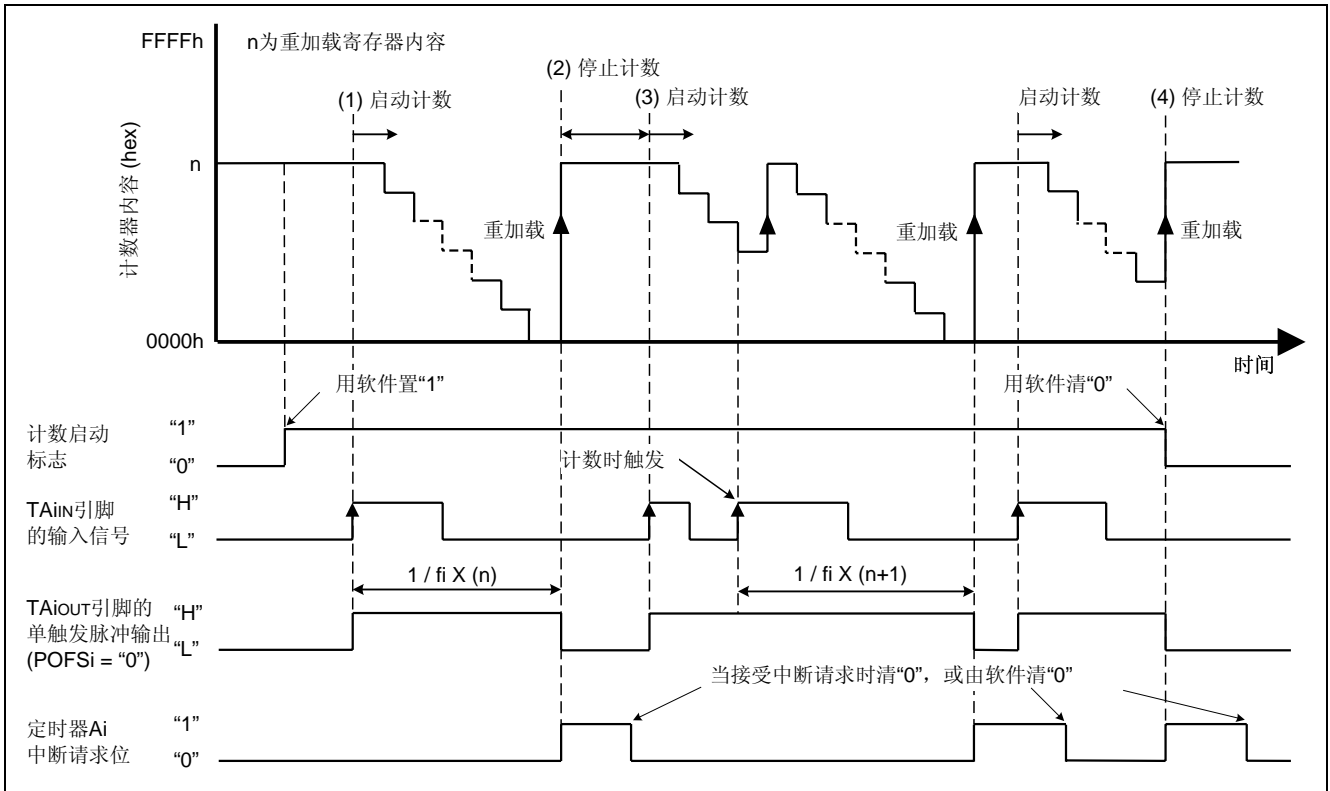 FFFFh
n为重加载寄存器内容
(2) 停止计数
(1) 启动计数
(3) 启动计数
启动计数
(4) 停止计数
计数器内容 (hex)
n
重加载
重加载
重加载
0000h
时间
用软件置“1”
用软件清“0”
计数启动
标志
“1”
“0”
计数时触发
TAiIN引脚
的输入信号
“H”
“L”
1 / fi X (n)
1 / fi X (n+1)
TAiOUT引脚的
单触发脉冲输出
(POFSi = “0”)
“H”
“L”
当接受中断请求时清“0”，或由软件清“0”
定时器Ai
中断请求位
“1”
“0”